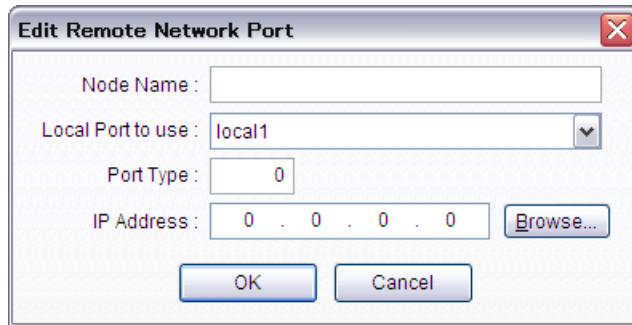 Edit Remote Network Port
Node Name :
Local Port to use : local1
Port Type : 0
IP Address : 0 . 0 . 0 . 0 Browse...
OK Cancel